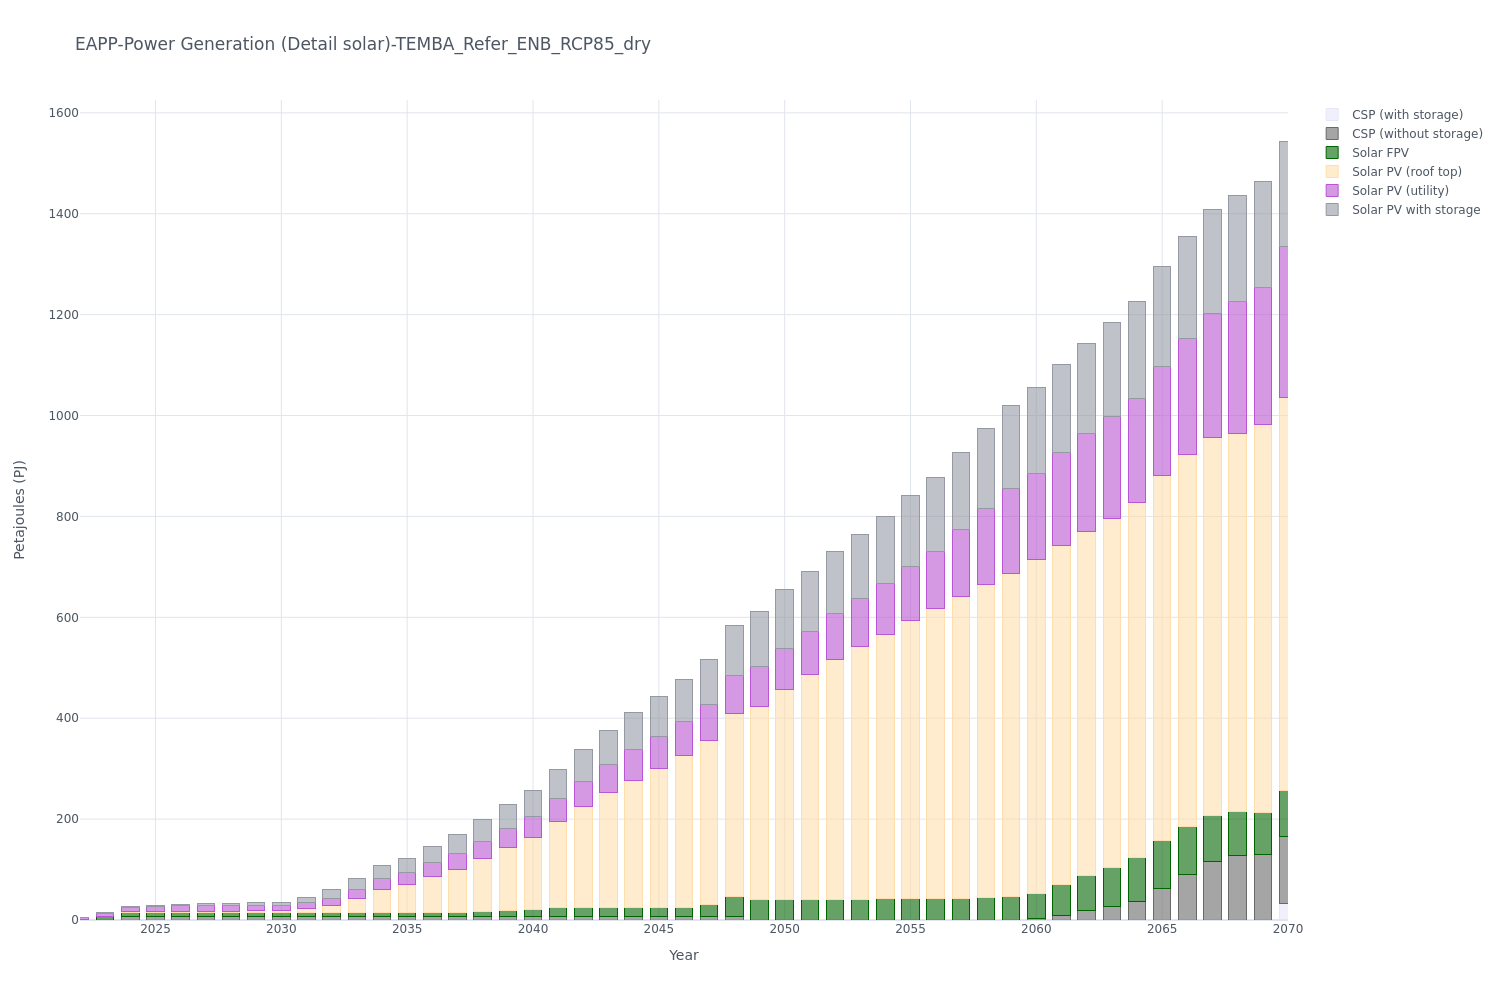 EAPP-Power Generation (Detail solar)-TEMBA_Refer_ENB_RCP85_dry
CSP (with storage)
CSP (without storage)
Solar FPV
Solar PV (roof top)
Solar PV (utility)
Solar PV with storage
1600
1400
1200
1000
800
600
400
200
0
Petajoules (PJ)
2025 2030 2035 2040 2045 2050 2055 2060 2065 2070
Year